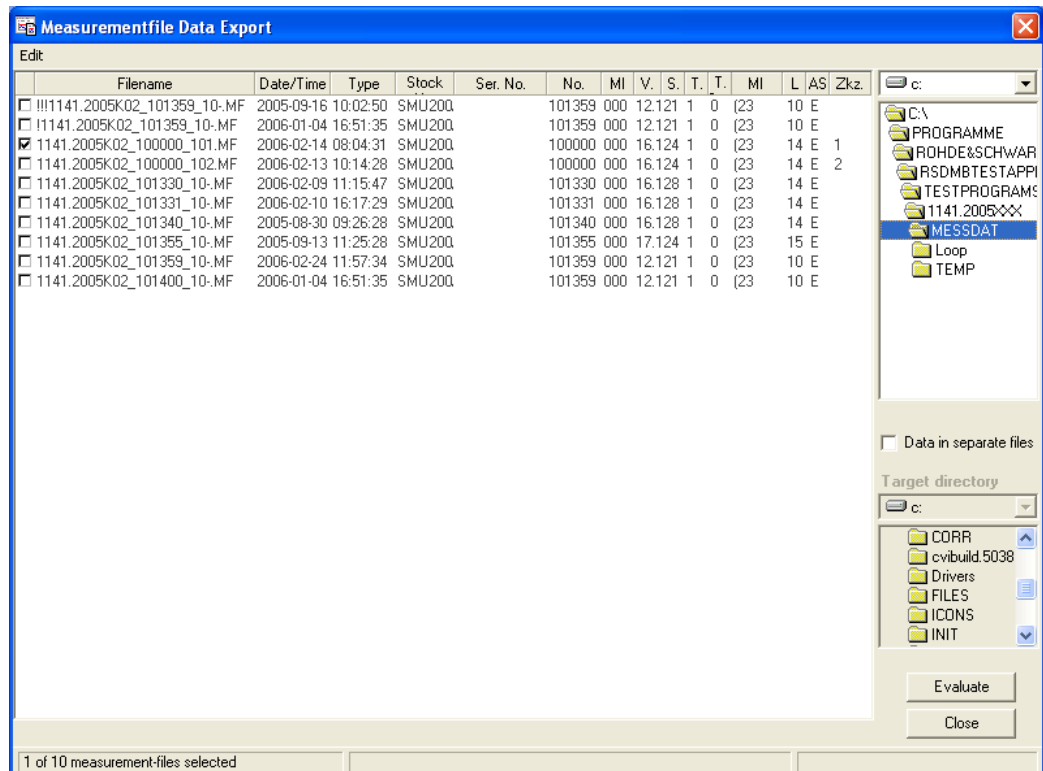 Measurementfile Data Export
Edit
Filename Date/Time Type Stock Ser. No. No. MI V. S. T. T. MI L AS Zkz.
!!!1141.2005K02_101359_10-.MF 2005-09-16 10:02:50 SMU200 101359 000 12.121 1 0 (23 10 E
!1141.2005K02_101359_10-.MF 2006-01-04 16:51:35 SMU200 101359 000 12.121 1 0 (23 10 E
1141.2005K02_100000_101.MF 2006-02-14 08:04:31 SMU200 100000 000 16.124 1 0 (23 14 E 1
1141.2005K02_100000_102.MF 2006-02-13 10:14:28 SMU200 100000 000 16.124 1 0 (23 14 E 2
1141.2005K02_101330_10-.MF 2006-02-09 11:15:47 SMU200 101330 000 16.128 1 0 (23 14 E
1141.2005K02_101331_10-.MF 2006-02-10 16:17:29 SMU200 101331 000 16.128 1 0 (23 14 E
1141.2005K02_101340_10-.MF 2005-08-30 09:26:28 SMU200 101340 000 16.128 1 0 (23 14 E
1141.2005K02_101355_10-.MF 2005-09-13 11:25:28 SMU200 101355 000 17.124 1 0 (23 15 E
1141.2005K02_101359_10-.MF 2006-02-24 11:57:34 SMU200 101359 000 12.121 1 0 (23 10 E
1141.2005K02_101400_10-.MF 2006-01-04 16:51:35 SMU200 101359 000 12.121 1 0 (23 10 E
c:
C:\
PROGRAMME
ROHDE&SCHWAR
RSDMBTESTAPPI
TESTPROGRAMS
1141.2005XXX
MESSDAT
Loop
TEMP
Data in separate files
Target directory
c:
CORR
cvibuild.5038
Drivers
FILES
ICONS
INIT
Evaluate
Close
1 of 10 measurement-files selected